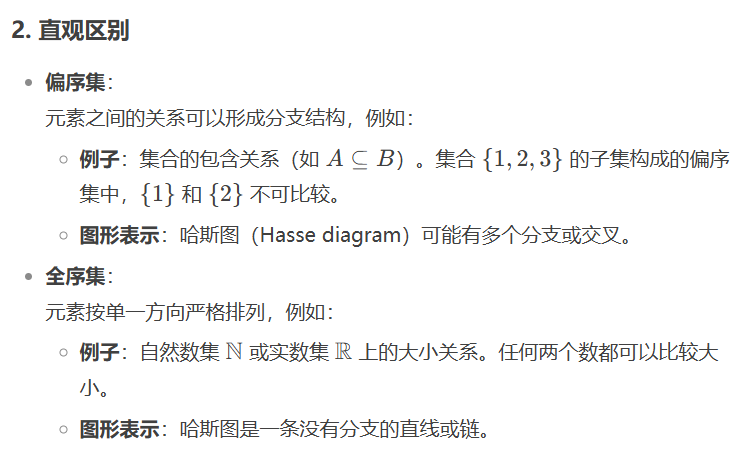 2. 直观区别
偏序集：
元素之间的关系可以形成分支结构，例如：
例子：集合的包含关系（如 A ⊆ B）。集合 {1, 2, 3} 的子集构成的偏序
集中，{1} 和 {2} 不可比较。
图形表示：哈斯图（Hasse diagram）可能有多个分支或交叉。
全序集：
元素按单一方向严格排列，例如：
例子：自然数集 ℕ 或实数集 ℝ 上的大小关系。任何两个数都可以比较大
小。
图形表示：哈斯图是一条没有分支的直线或链。